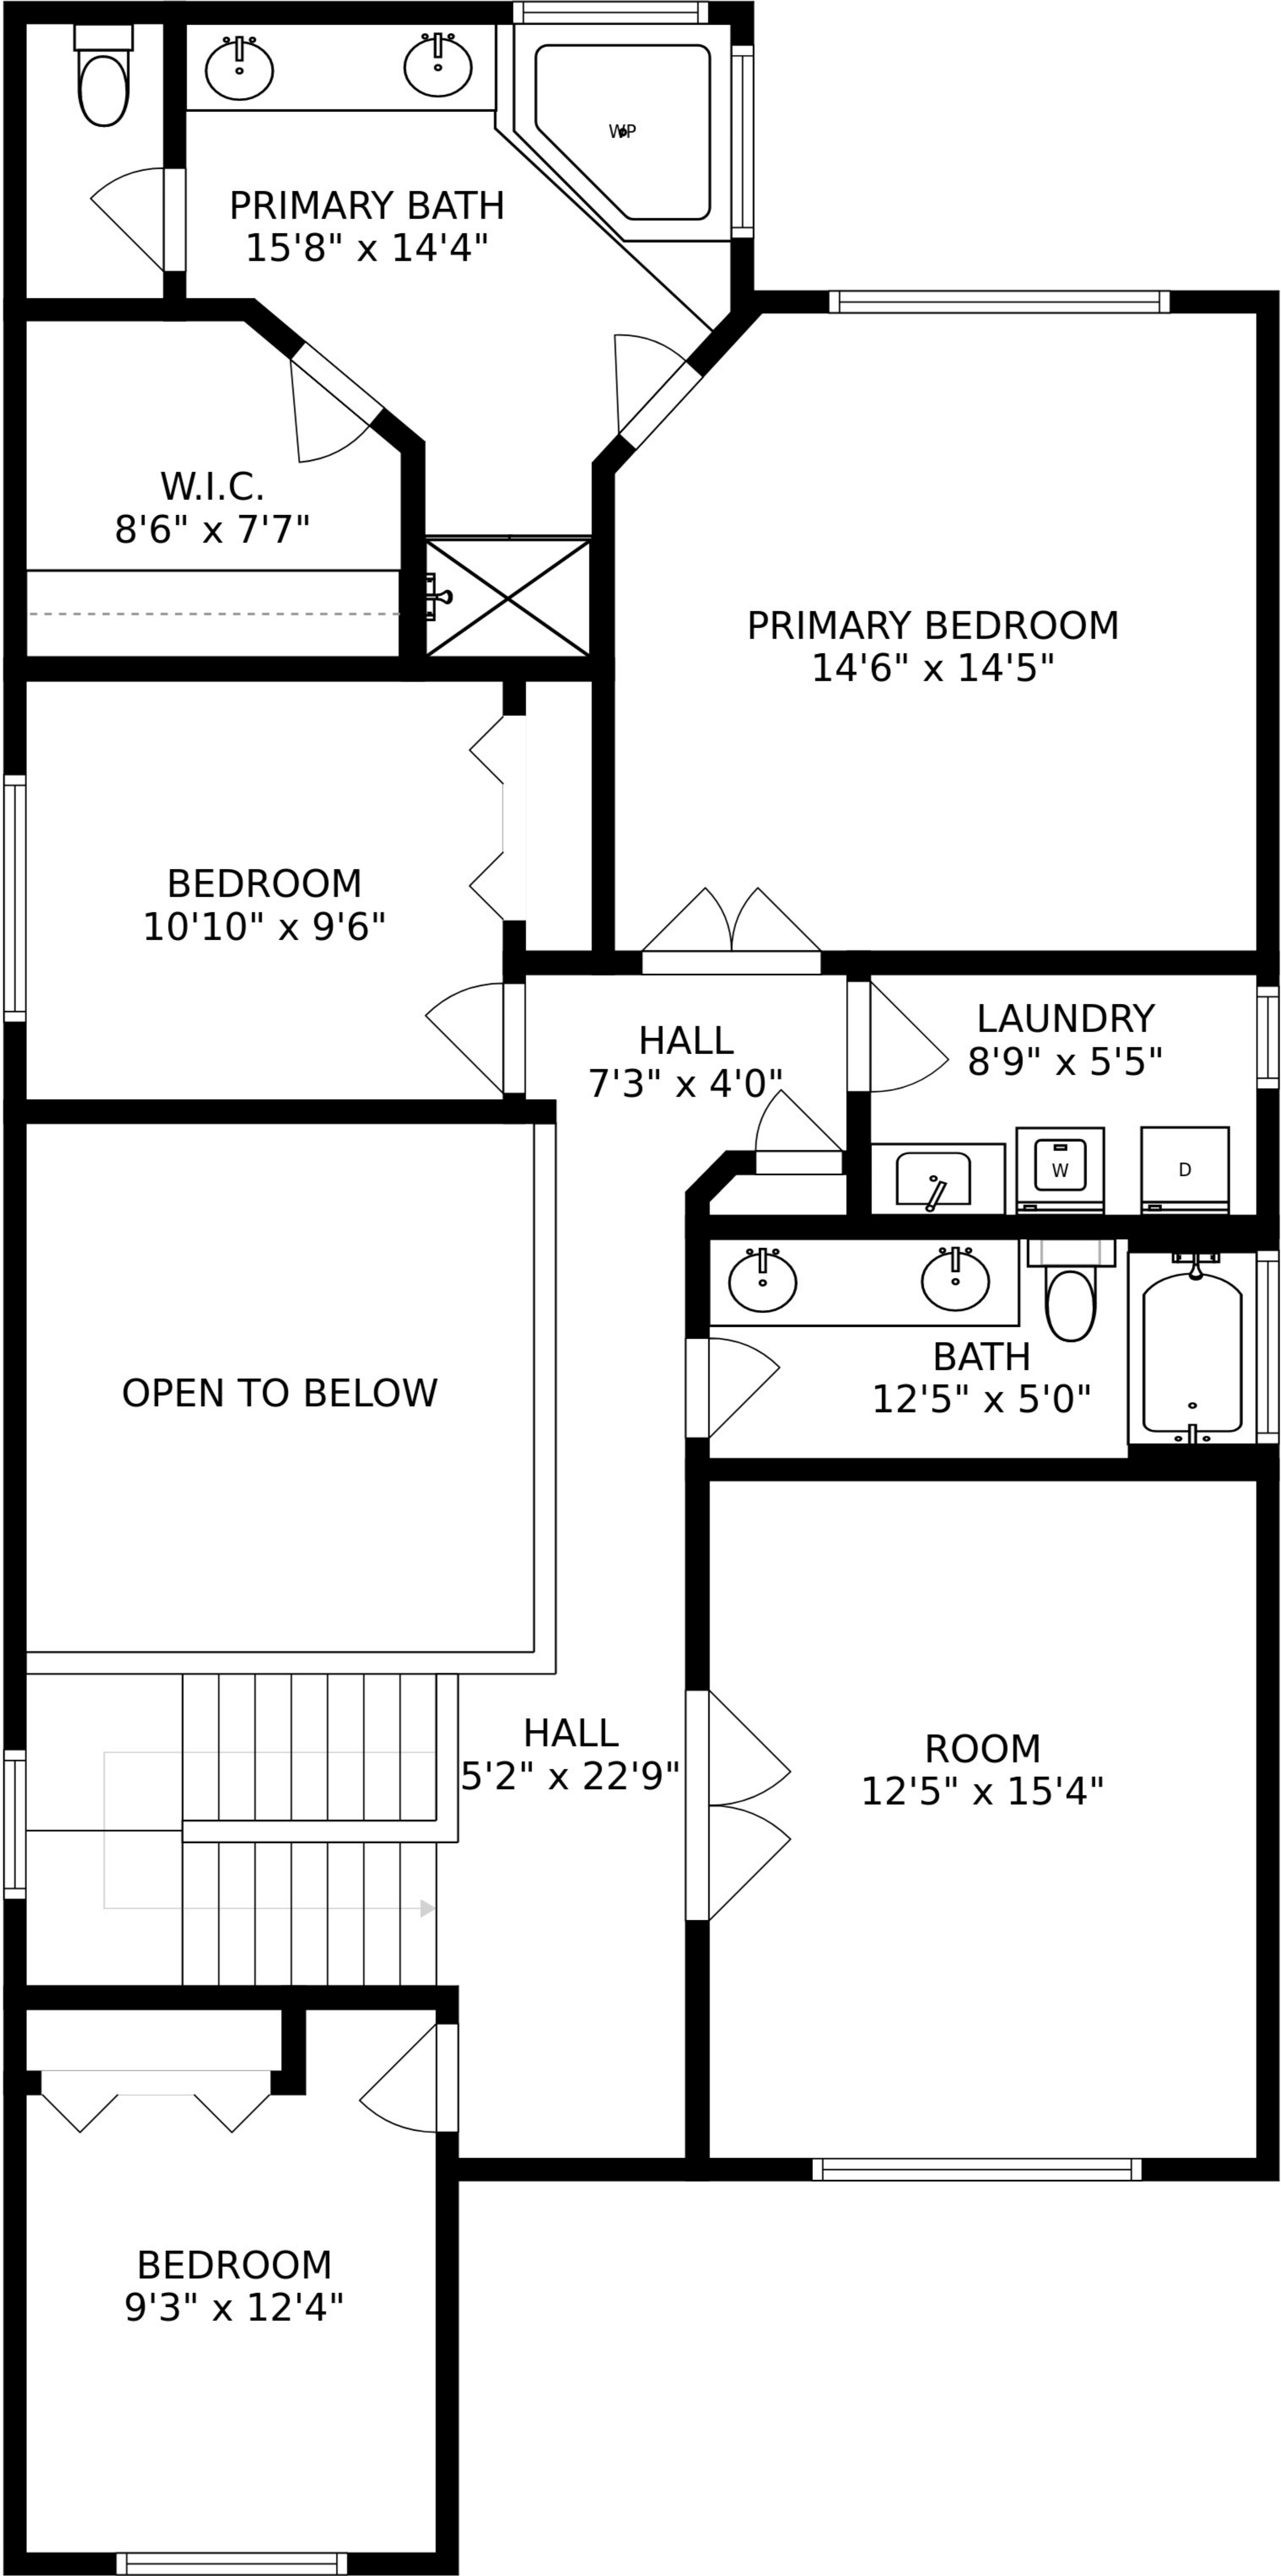 WP
PRIMARY BATH
15'8" x 14'4"
W.I.C.
8'6" x 7'7"
PRIMARY BEDROOM
14'6" x 14'5"
BEDROOM
10'10" x 9'6"
HALL
7'3" x 4'0"
LAUNDRY
8'9" x 5'5"
W
D
BATH
12'5" x 5'0"
OPEN TO BELOW
HALL
5'2" x 22'9"
ROOM
12'5" x 15'4"
BEDROOM
9'3" x 12'4"